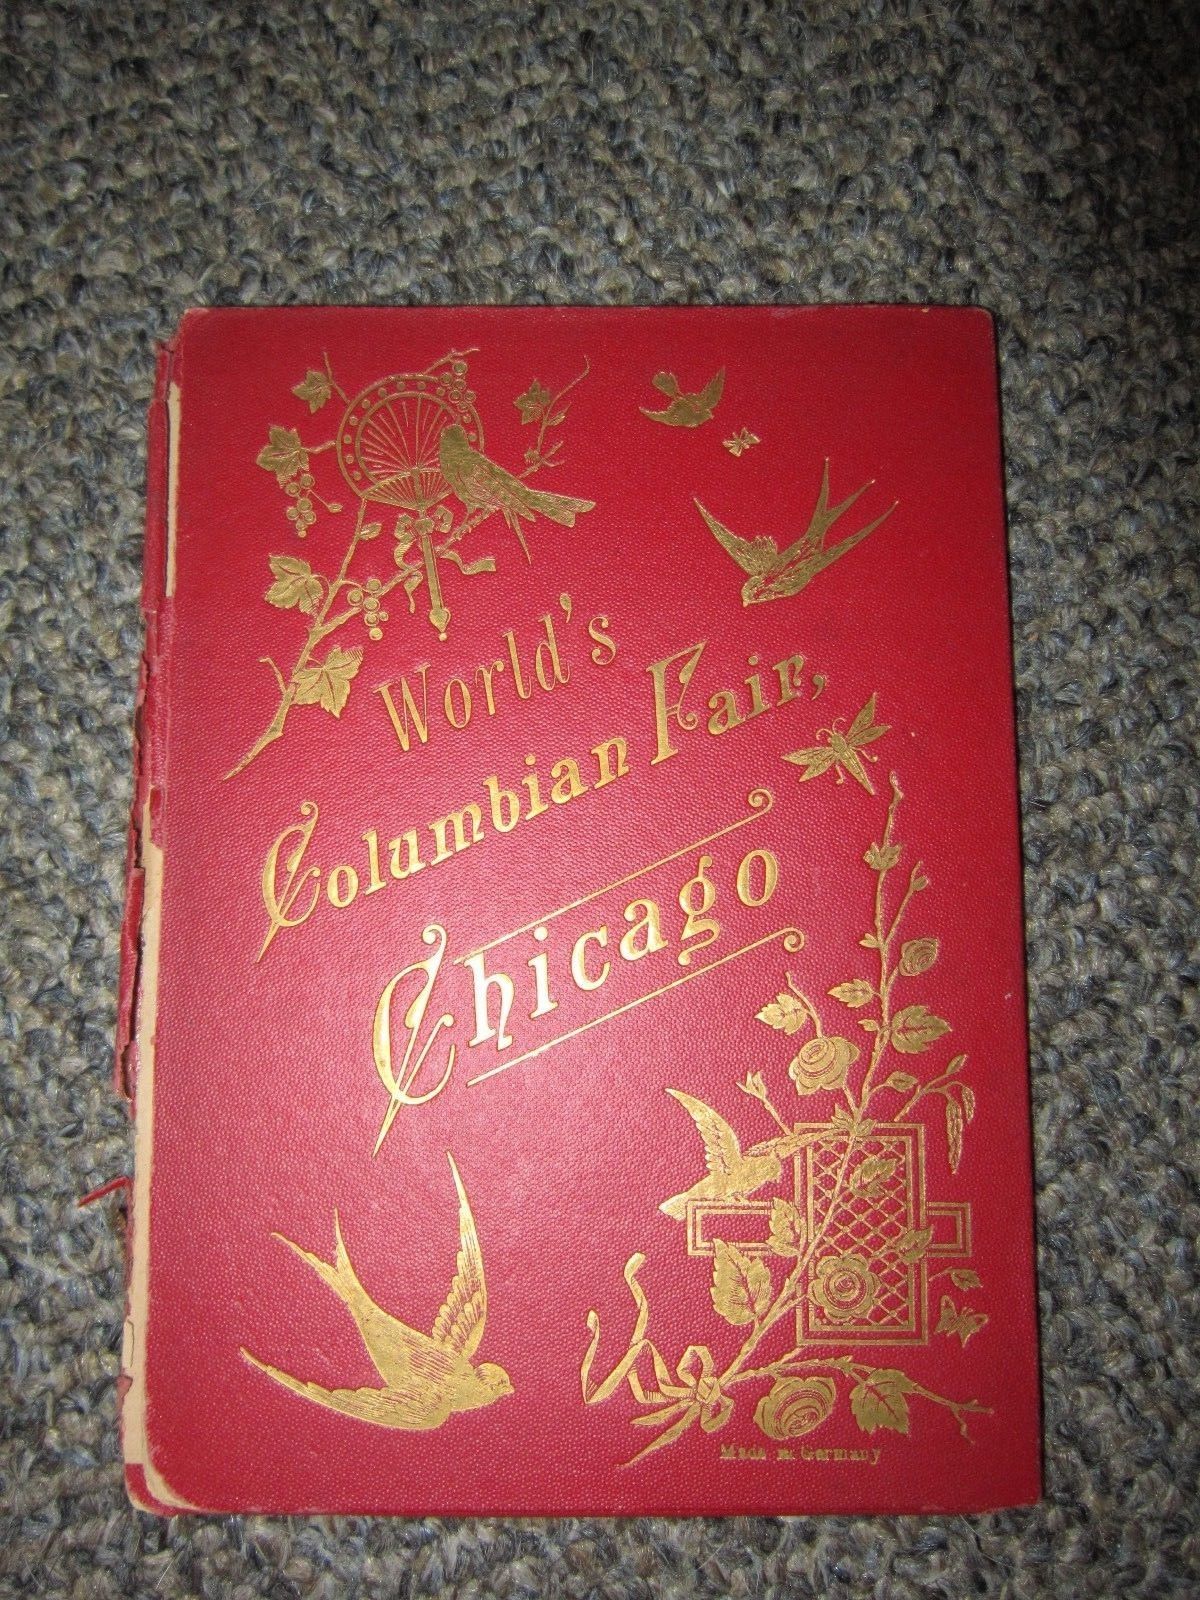 World's
Columbian Fair,
Chicago
Made in Germany